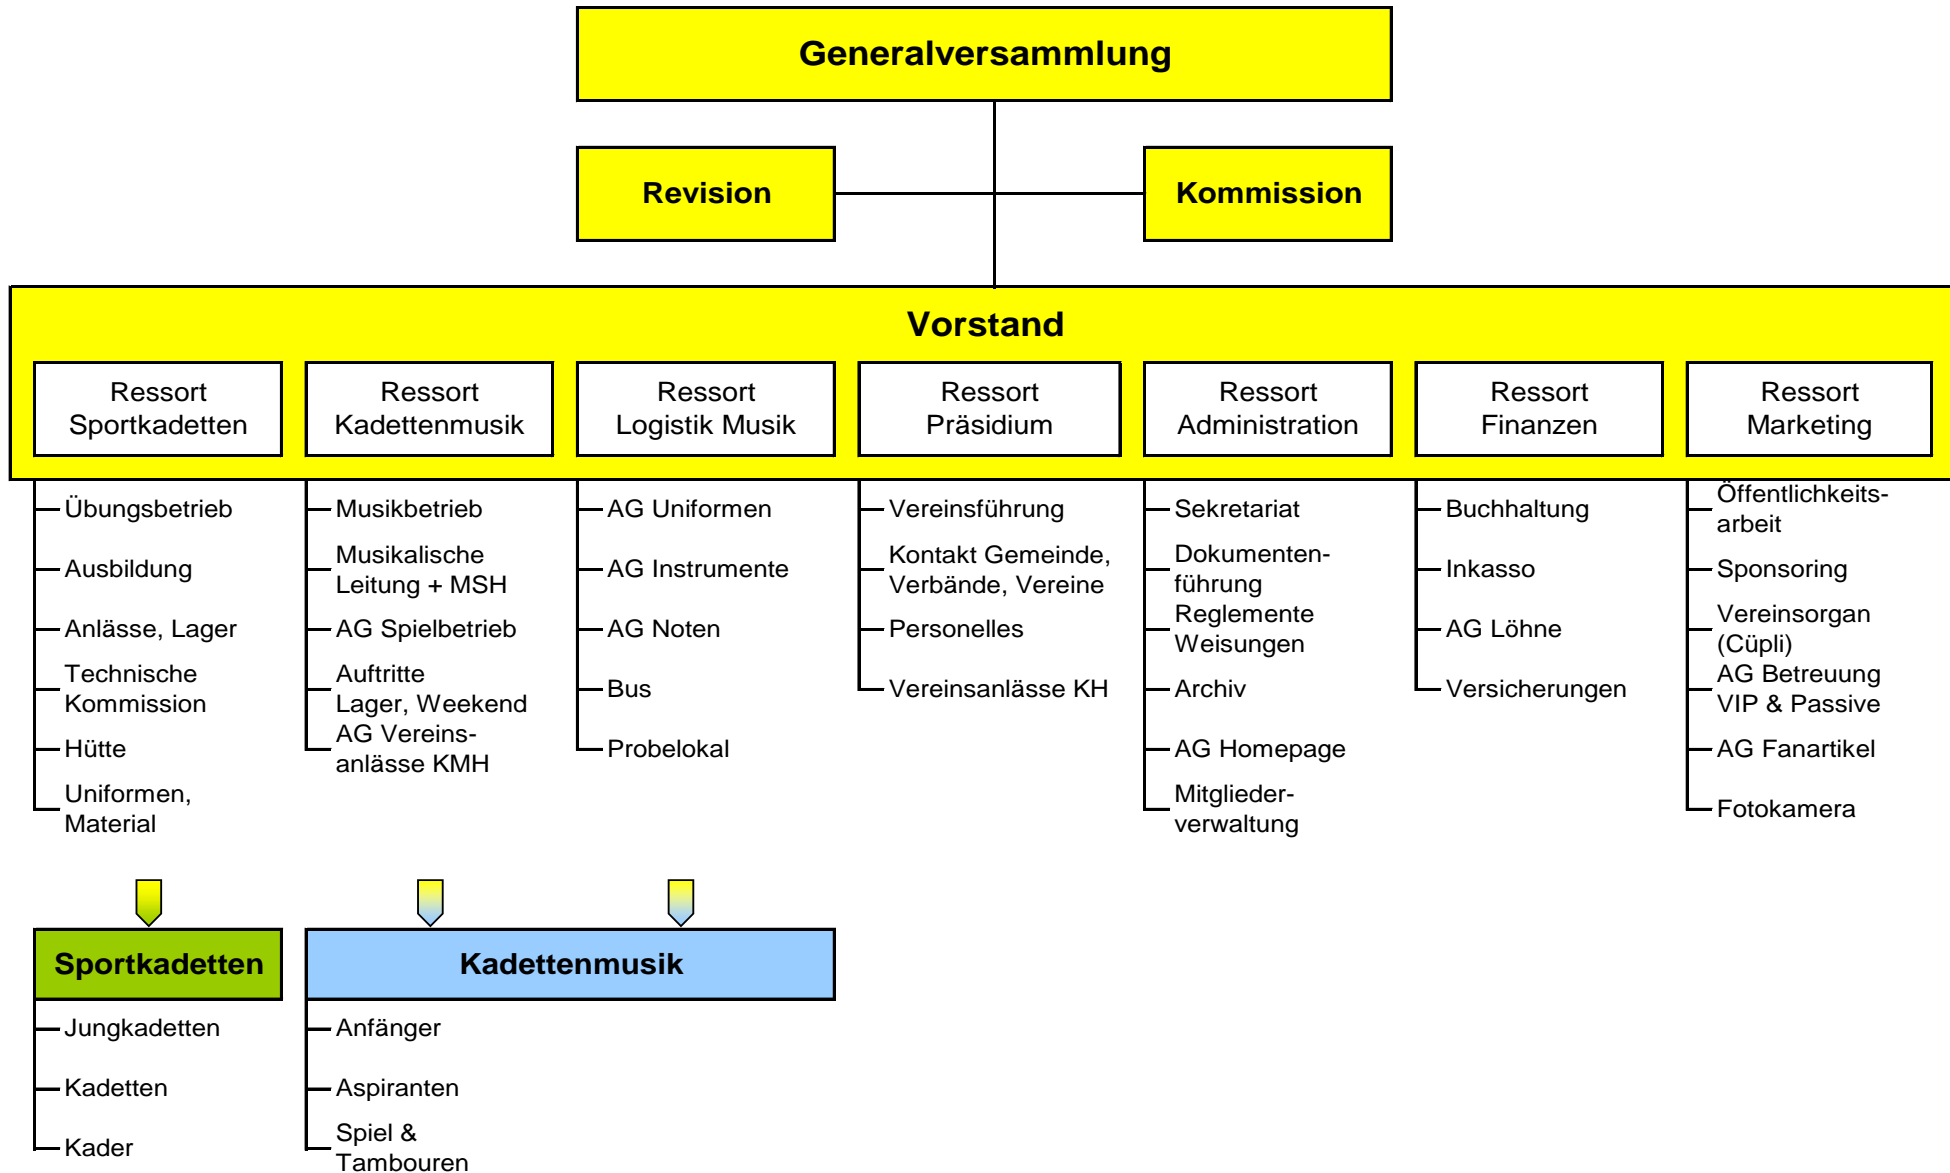 Generalversammlung
Revision
Kommission
Vorstand
Ressort
Sportkadetten
Ressort
Kadettenmusik
Ressort
Logistik Musik
Ressort
Präsidium
Ressort
Administration
Ressort
Finanzen
Ressort
Marketing
Übungsbetrieb
Ausbildung
Anlässe, Lager
Technische
Kommission
Hütte
Uniformen,
Material
Musikbetrieb
Musikalische
Leitung + MSH
AG Spielbetrieb
Auftritte
Lager, Weekend
AG Vereins-
anlässe KMH
AG Uniformen
AG Instrumente
AG Noten
Bus
Probelokal
Vereinsführung
Kontakt Gemeinde,
Verbände, Vereine
Personelles
Vereinsanlässe KH
Sekretariat
Dokumenten-
führung
Reglemente
Weisungen
Archiv
AG Homepage
Mitglieder-
verwaltung
Buchhaltung
Inkasso
AG Löhne
Versicherungen
Öffentlichkeits-
arbeit
Sponsoring
Vereinsorgan
(Cüpli)
AG Betreuung
VIP & Passive
AG Fanartikel
Fotokamera
Sportkadetten
Jungkadetten
Kadetten
Kader
Kadettenmusik
Anfänger
Aspiranten
Spiel &
Tambouren